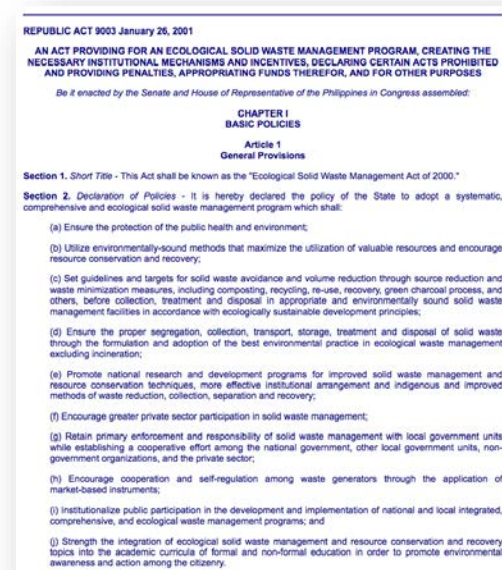 REPUBLIC ACT 9003 January 26, 2001
AN ACT PROVIDING FOR AN ECOLOGICAL SOLID WASTE MANAGEMENT PROGRAM, CREATING THE
NECESSARY INSTITUTIONAL MECHANISMS AND INCENTIVES, DECLARING CERTAIN ACTS PROHIBITED
AND PROVIDING PENALTIES, APPROPRIATING FUNDS THEREFOR, AND FOR OTHER PURPOSES
Be it enacted by the Senate and House of Representative of the Philippines in Congress assembled:
CHAPTER I
BASIC POLICIES
Article 1
General Provisions
Section 1. Short Title - This Act shall be known as the "Ecological Solid Waste Management Act of 2000."
Section 2. Declaration of Policies - It is hereby declared the policy of the State to adopt a systematic,
comprehensive and ecological solid waste management program which shall:
(a) Ensure the protection of the public health and environment;
(b) Utilize environmentally-sound methods that maximize the utilization of valuable resources and encourage
resource conservation and recovery;
(c) Set guidelines and targets for solid waste avoidance and volume reduction through source reduction and
waste minimization measures, including composting, recycling, re-use, recovery, green charcoal process, and
others, before collection, treatment and disposal in appropriate and environmentally sound solid waste
management facilities in accordance with ecologically sustainable development principles;
(d) Ensure the proper segregation, collection, transport, storage, treatment and disposal of solid waste
through the formulation and adoption of the best environmental practice in ecological waste management
excluding incineration;
(e) Promote national research and development programs for improved solid waste management and
resource conservation techniques, more effective institutional arrangement and indigenous and improved
methods of waste reduction, collection, separation and recovery;
(f) Encourage greater private sector participation in solid waste management;
(g) Retain primary enforcement and responsibility of solid waste management with local government units
while establishing a cooperative effort among the national government, other local government units, non-
government organizations, and the private sector;
(h) Encourage cooperation and self-regulation among waste generators through the application of
market-based instruments;
(i) Institutionalize public participation in the development and implementation of national and local integrated,
comprehensive, and ecological waste management programs; and
(j) Strength the integration of ecological solid waste management and resource conservation and recovery
topics into the academic curricula of formal and non-formal education in order to promote environmental
awareness and action among the citizenry.